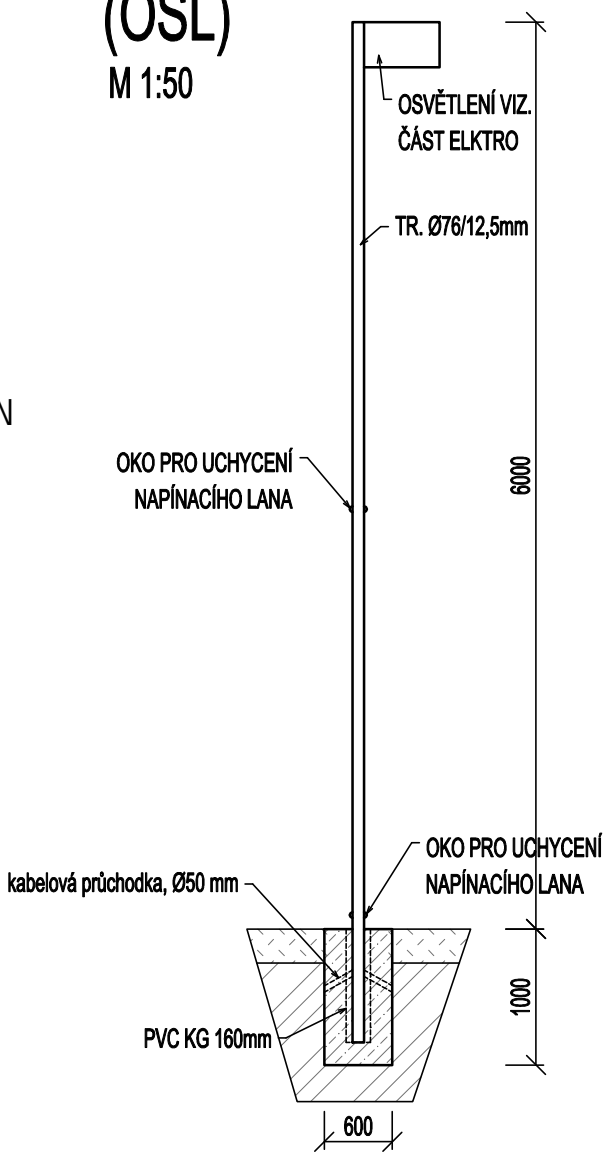 (OSL)
M 1:50
OSVĚTLENÍ VIZ.
ČÁST ELKTRO
TR. Ø76/12,5mm
N
OKO PRO UCHYCENÍ
NAPÍNACÍHO LANA
6000
OKO PRO UCHYCENÍ
NAPÍNACÍHO LANA
kabelová průchodka, Ø50 mm
1000
PVC KG 160mm
600